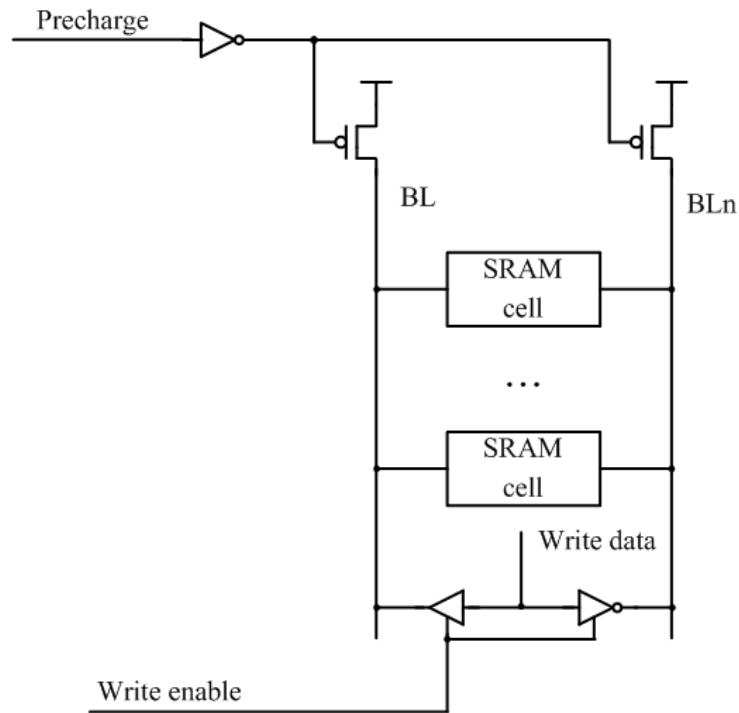 Precharge
BL
BLn
SRAM
cell
...
SRAM
cell
Write data
Write enable